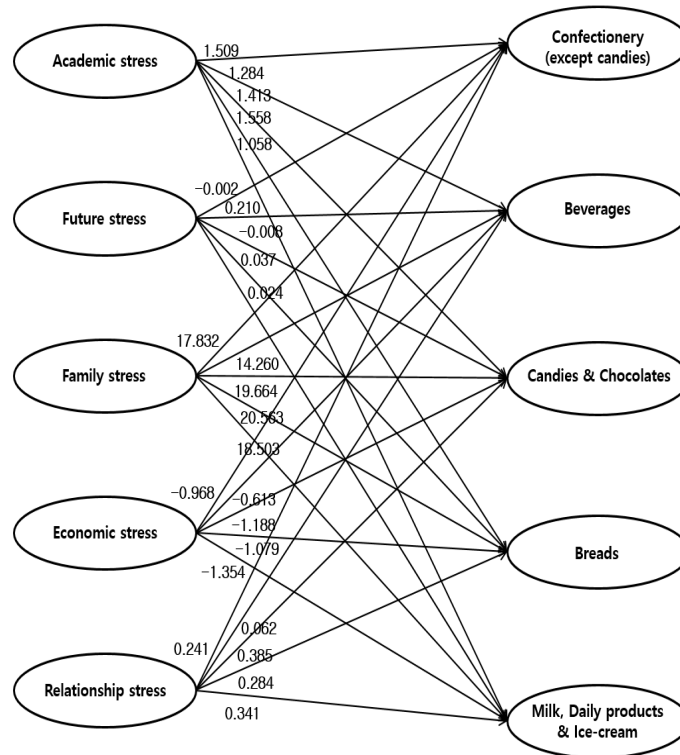 Academic stress
Future stress
Family stress
Economic stress
Relationship stress
1.509
1.284
1.413
1.558
1.058
−0.002
0.210
−0.008
0.037
0.024
17.832
14.260
19.664
20.563
18.503
−0.968
−0.613
−1.188
−1.079
−1.354
0.241
0.062
0.385
0.284
0.341
Confectionery
(except candies)
Beverages
Candies & Chocolates
Breads
Milk, Daily products
& Ice-cream